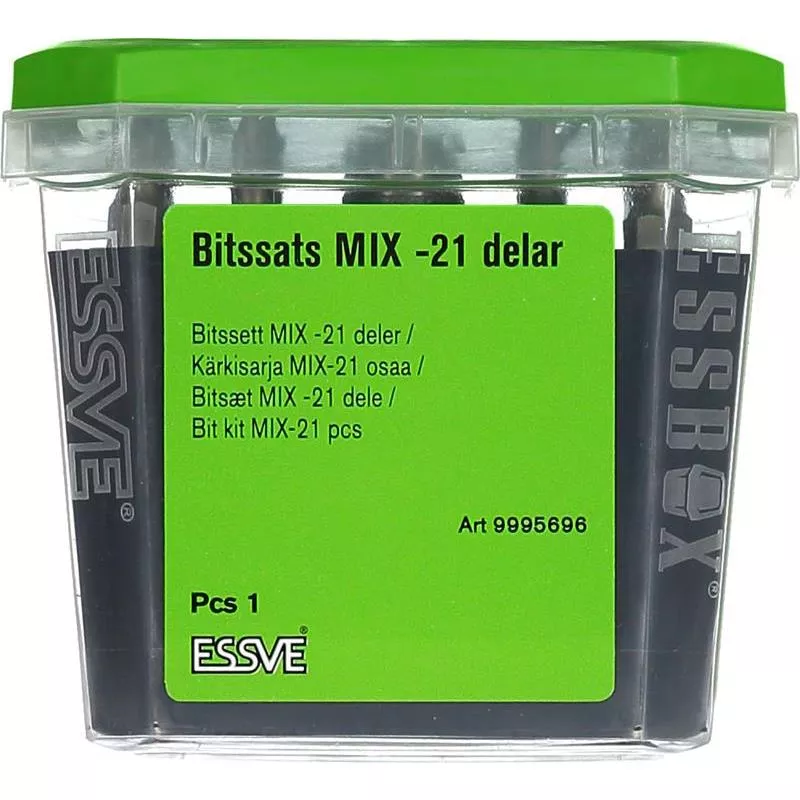 Bitssats MIX -21 delar
Bitssett MIX -21 deler /
Kärkisarja MIX-21 osaa /
Bitsæt MIX -21 dele /
Bit kit MIX-21 pcs
Art 9995696
Pcs 1
ESSVE®
ESSVE®
ESSBOX®